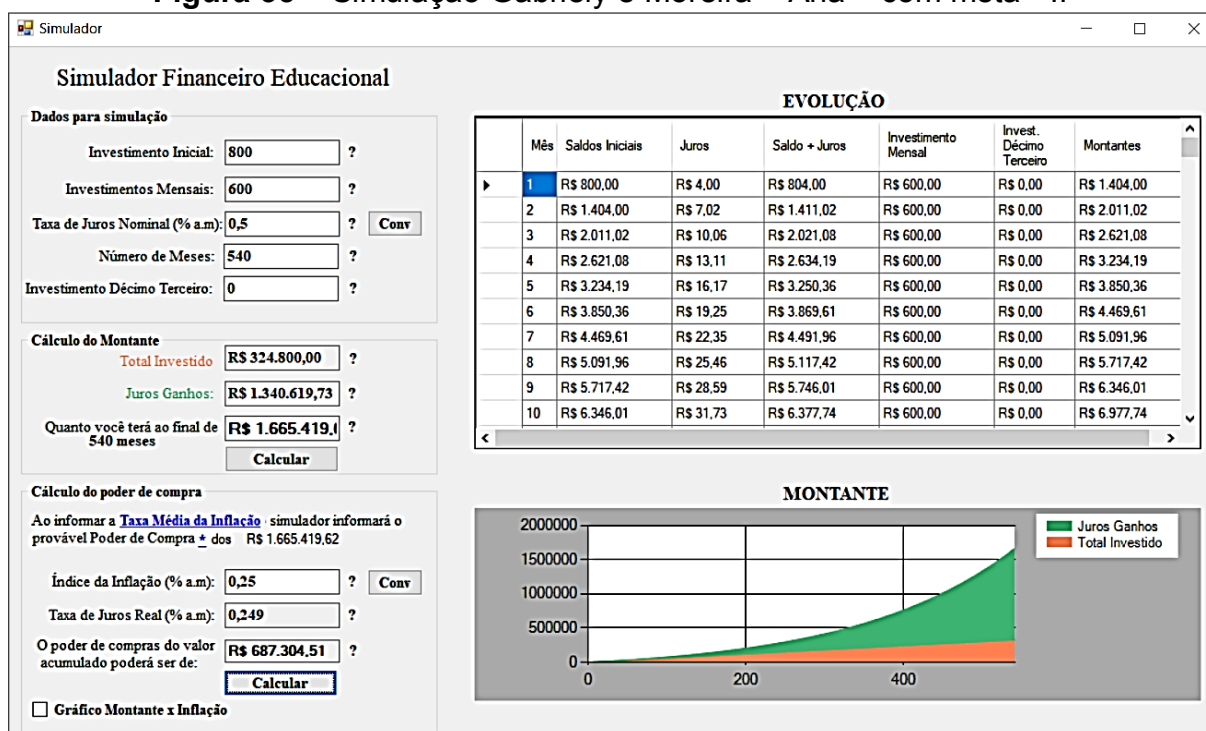 Simulador
Simulador Financeiro Educacional
Dados para simulação
Investimento Inicial: 800 ?
Investimentos Mensais: 600 ?
Taxa de Juros Nominal (% a.m): 0,5 ? Conv
Número de Meses: 540 ?
Investimento Décimo Terceiro: 0 ?
Cálculo do Montante
Total Investido R$ 324.800,00 ?
Juros Ganhos: R$ 1.340.619,73 ?
Quanto você terá ao final de 540 meses R$ 1.665.419, ?
Calcular
Cálculo do poder de compra
Ao informar a Taxa Média da Inflação simulador informará o
provável Poder de Compra * dos R$ 1.665.419,62
Índice da Inflação (% a.m): 0,25 ? Conv
Taxa de Juros Real (% a.m): 0,249 ?
O poder de compras do valor acumulado poderá ser de: R$ 687.304,51 ?
Calcular
Gráfico Montante x Inflação
EVOLUÇÃO
Mês Saldos Iniciais Juros Saldo + Juros Investimento Mensal Invest. Décimo Terceiro Montantes
1 R$ 800,00 R$ 4,00 R$ 804,00 R$ 600,00 R$ 0,00 R$ 1.404,00
2 R$ 1.404,00 R$ 7,02 R$ 1.411,02 R$ 600,00 R$ 0,00 R$ 2.011,02
3 R$ 2.011,02 R$ 10,06 R$ 2.021,08 R$ 600,00 R$ 0,00 R$ 2.621,08
4 R$ 2.621,08 R$ 13,11 R$ 2.634,19 R$ 600,00 R$ 0,00 R$ 3.234,19
5 R$ 3.234,19 R$ 16,17 R$ 3.250,36 R$ 600,00 R$ 0,00 R$ 3.850,36
6 R$ 3.850,36 R$ 19,25 R$ 3.869,61 R$ 600,00 R$ 0,00 R$ 4.469,61
7 R$ 4.469,61 R$ 22,35 R$ 4.491,96 R$ 600,00 R$ 0,00 R$ 5.091,96
8 R$ 5.091,96 R$ 25,46 R$ 5.117,42 R$ 600,00 R$ 0,00 R$ 5.717,42
9 R$ 5.717,42 R$ 28,59 R$ 5.746,01 R$ 600,00 R$ 0,00 R$ 6.346,01
10 R$ 6.346,01 R$ 31,73 R$ 6.377,74 R$ 600,00 R$ 0,00 R$ 6.977,74
MONTANTE
2000000
1500000
1000000
500000
0
0 200 400
Juros Ganhos
Total Investido